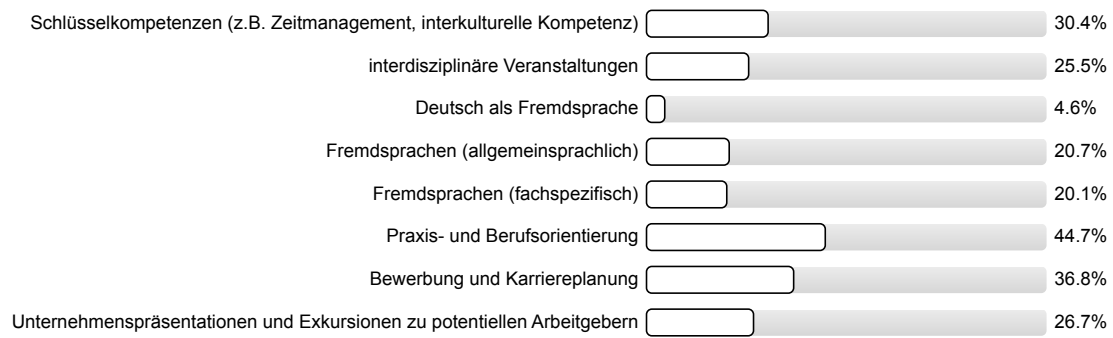 Schlüsselkompetenzen (z.B. Zeitmanagement, interkulturelle Kompetenz) 30.4%
interdisziplinäre Veranstaltungen 25.5%
Deutsch als Fremdsprache 4.6%
Fremdsprachen (allgemeinsprachlich) 20.7%
Fremdsprachen (fachspezifisch) 20.1%
Praxis- und Berufsorientierung 44.7%
Bewerbung und Karriereplanung 36.8%
Unternehmenspräsentationen und Exkursionen zu potentiellen Arbeitgebern 26.7%